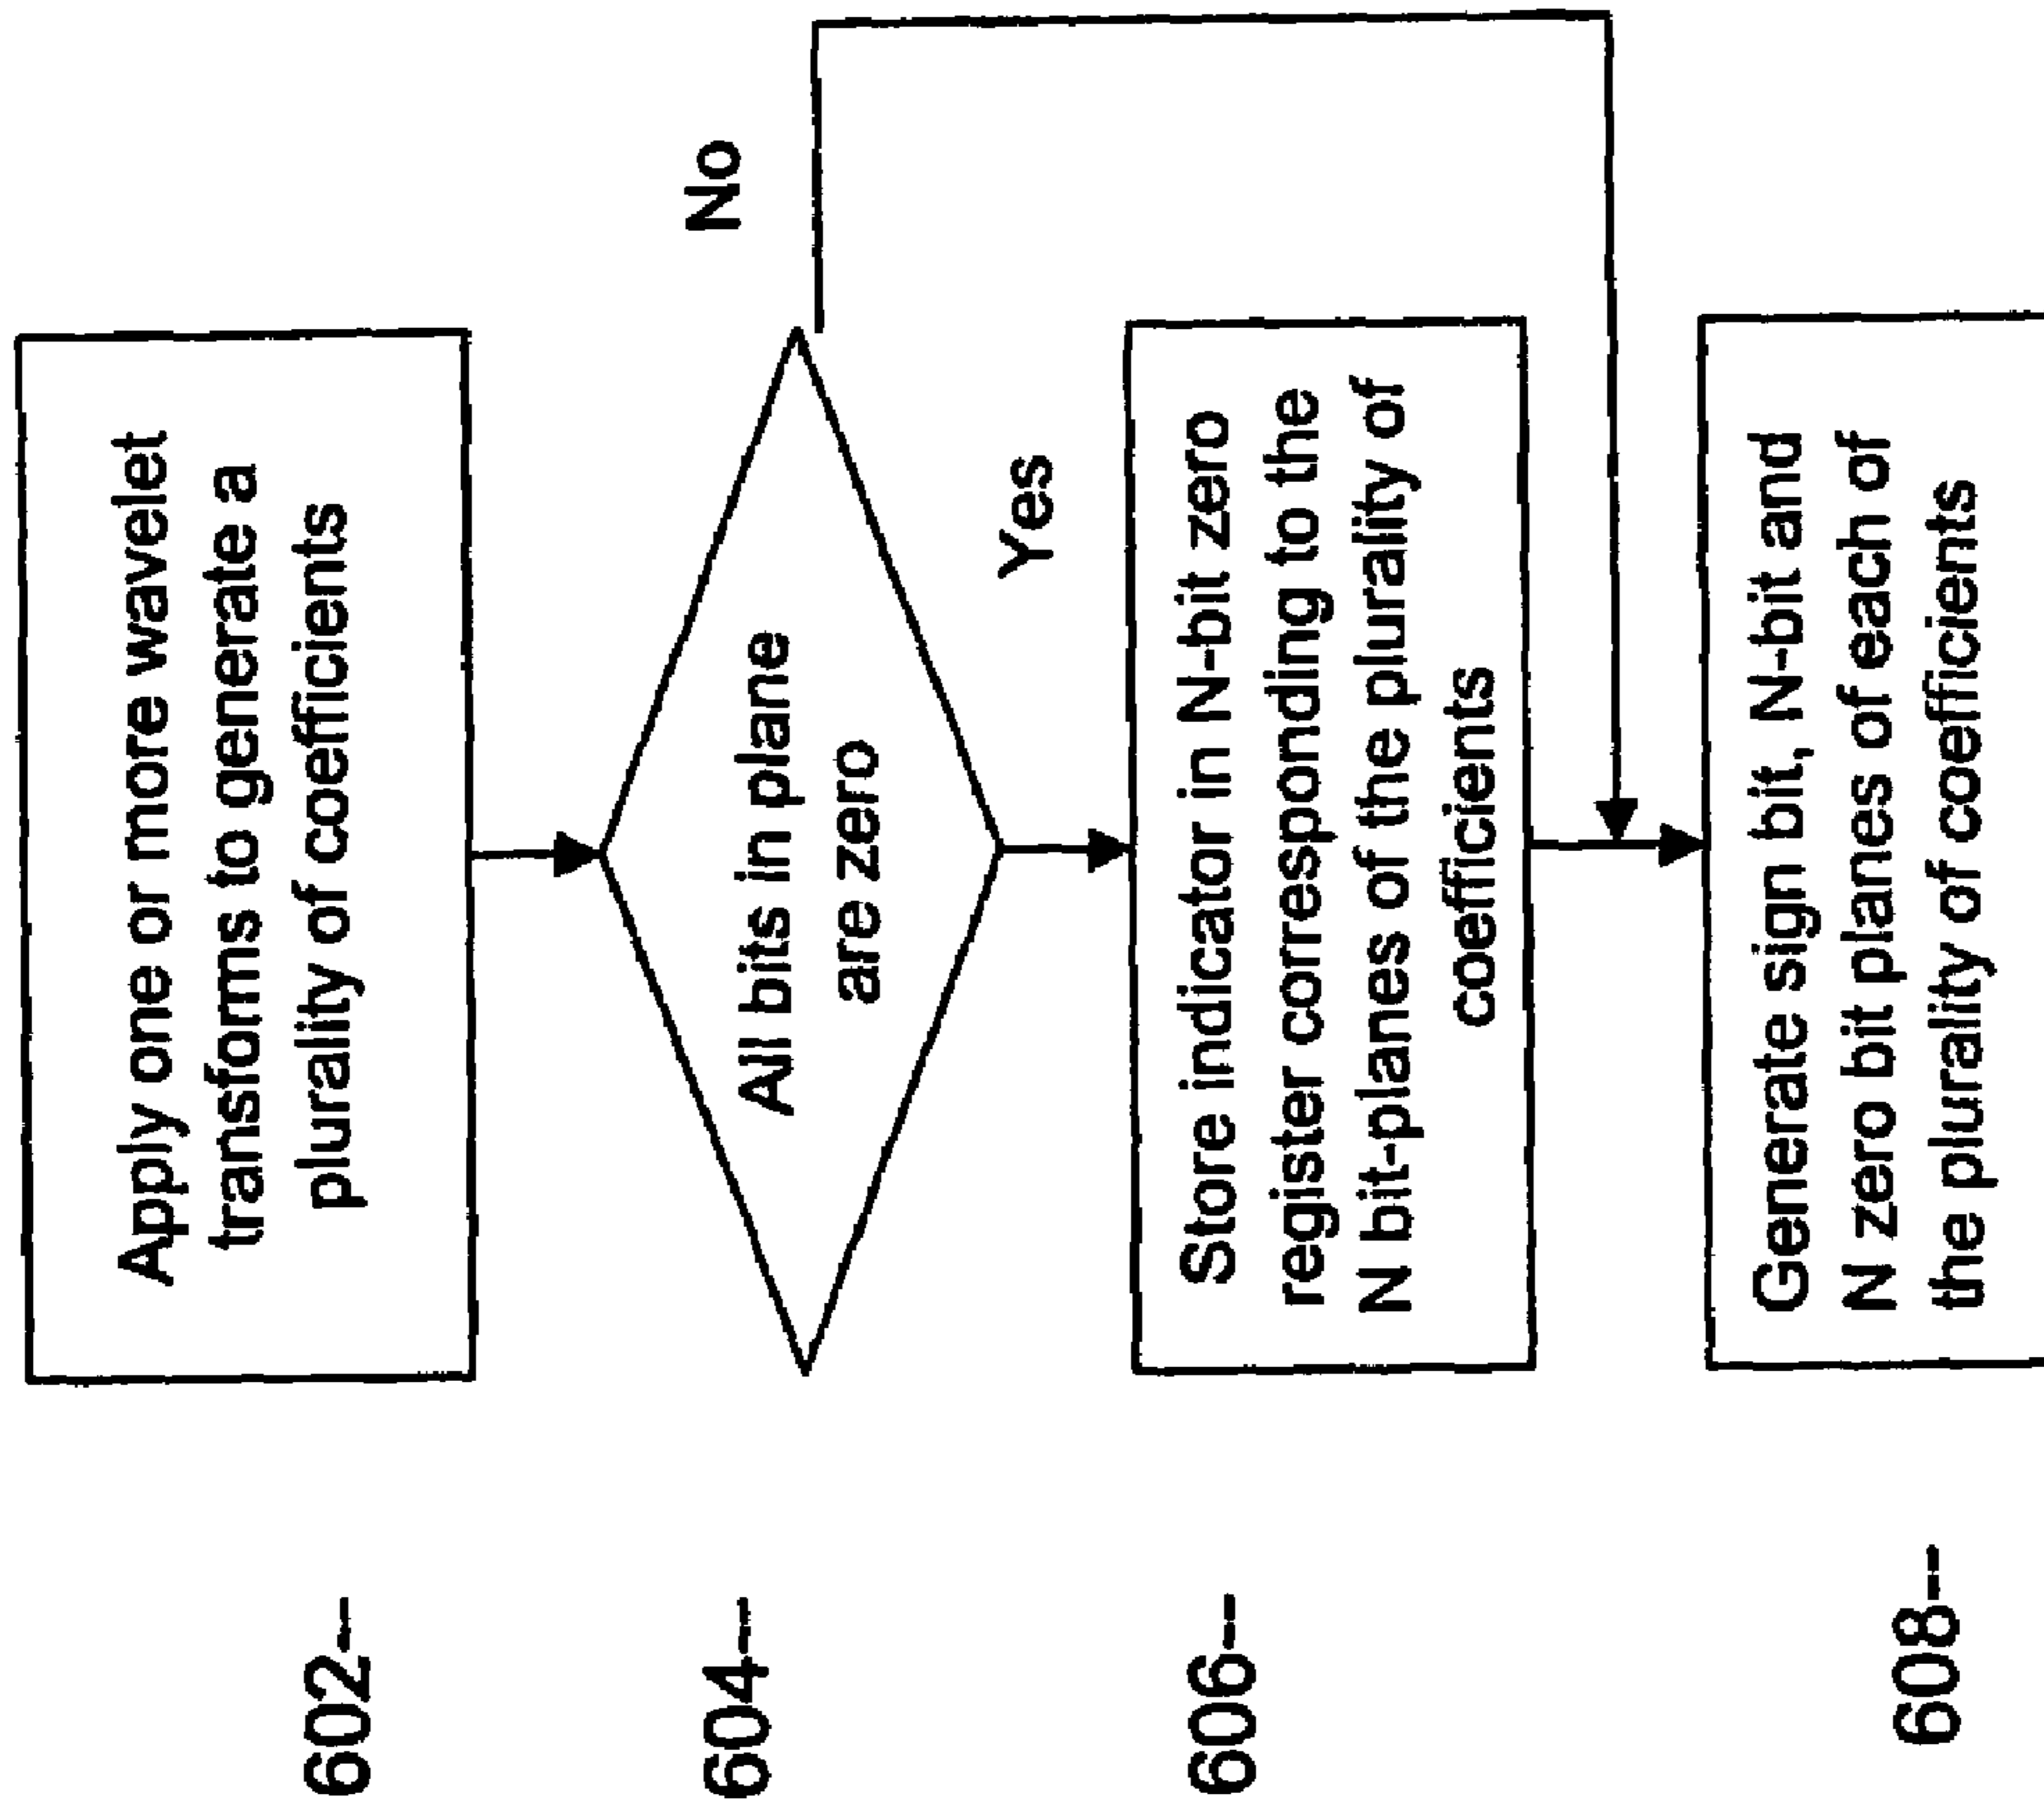 602--
Apply one or more wavelet
transforms to generate a
plurality of coefficients
604--
All bits in plane
are zero
No
Yes
606--
Store indicator in N-bit zero
register corresponding to the
N bit-planes of the plurality of
coefficients
608--
Generate sign bit, N-bit and
N zero bit planes of each of
the plurality of coefficients